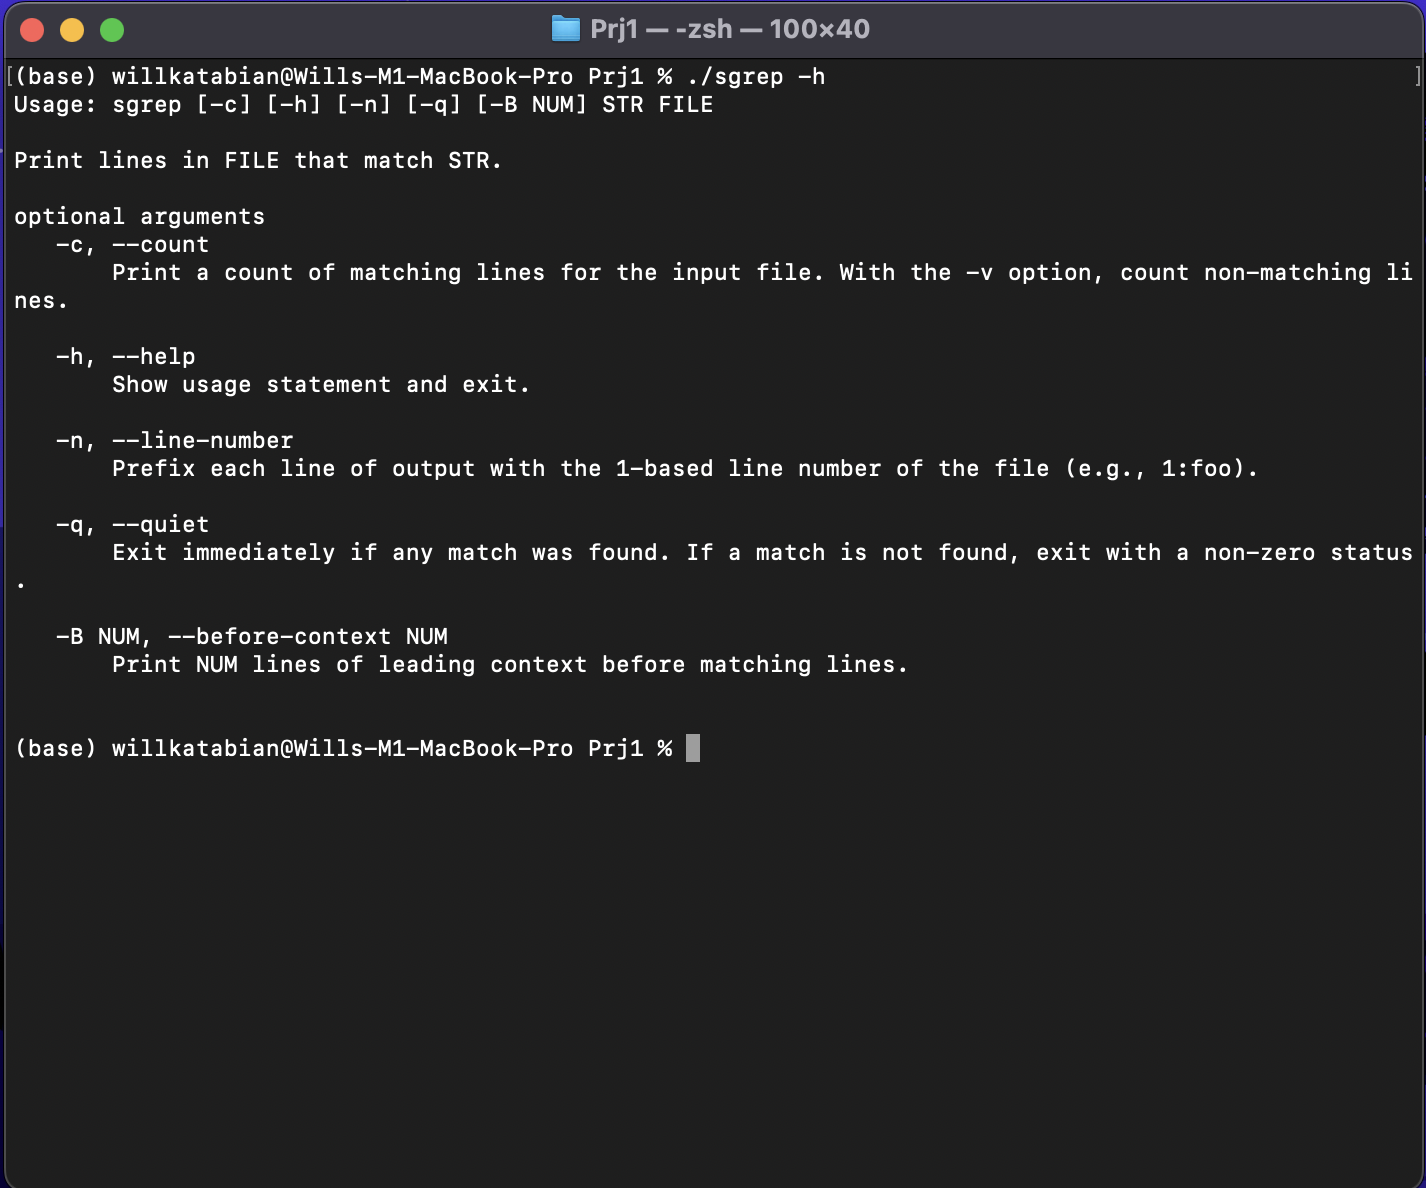 Prj1 — -zsh — 100×40
[(base) willkatabian@Wills-M1-MacBook-Pro Prj1 % ./sgrep -h ]
Usage: sgrep [-c] [-h] [-n] [-q] [-B NUM] STR FILE
Print lines in FILE that match STR.
optional arguments
-c, --count
Print a count of matching lines for the input file. With the -v option, count non-matching li
nes.
-h, --help
Show usage statement and exit.
-n, --line-number
Prefix each line of output with the 1-based line number of the file (e.g., 1:foo).
-q, --quiet
Exit immediately if any match was found. If a match is not found, exit with a non-zero status
.
-B NUM, --before-context NUM
Print NUM lines of leading context before matching lines.
(base) willkatabian@Wills-M1-MacBook-Pro Prj1 %